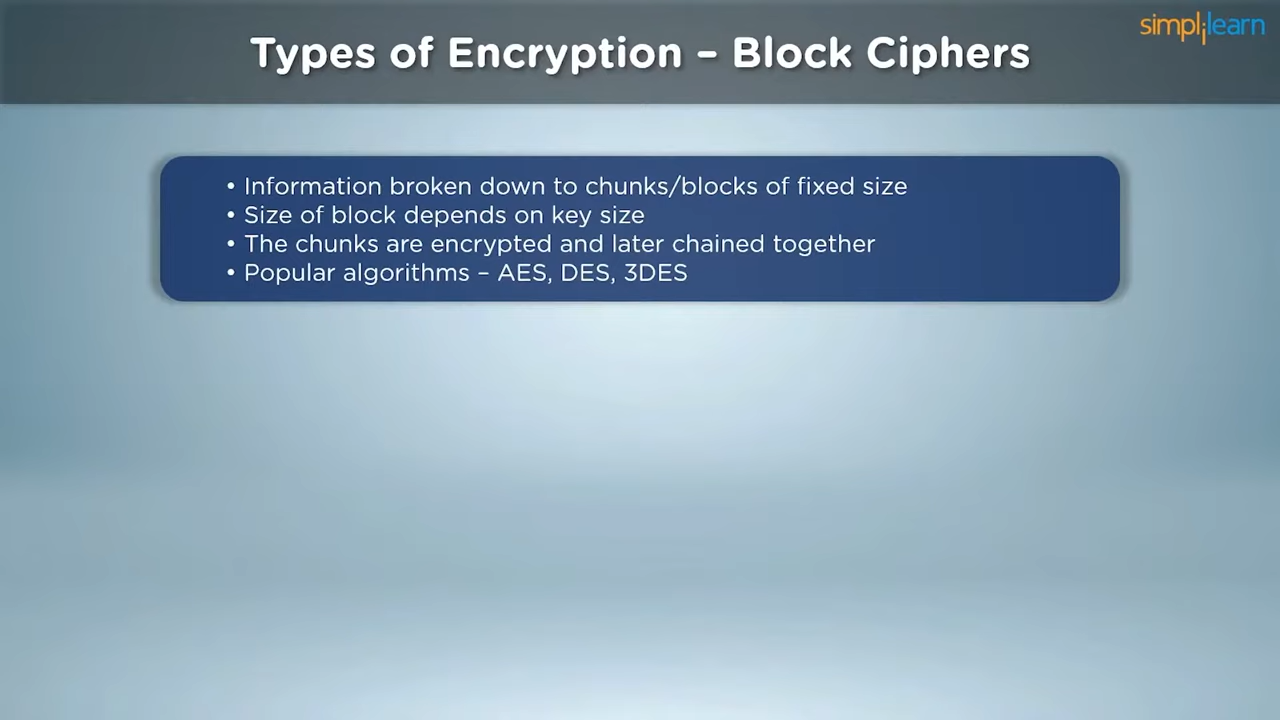 simplilearn
Types of Encryption – Block Ciphers
• Information broken down to chunks/blocks of fixed size
• Size of block depends on key size
• The chunks are encrypted and later chained together
• Popular algorithms – AES, DES, 3DES